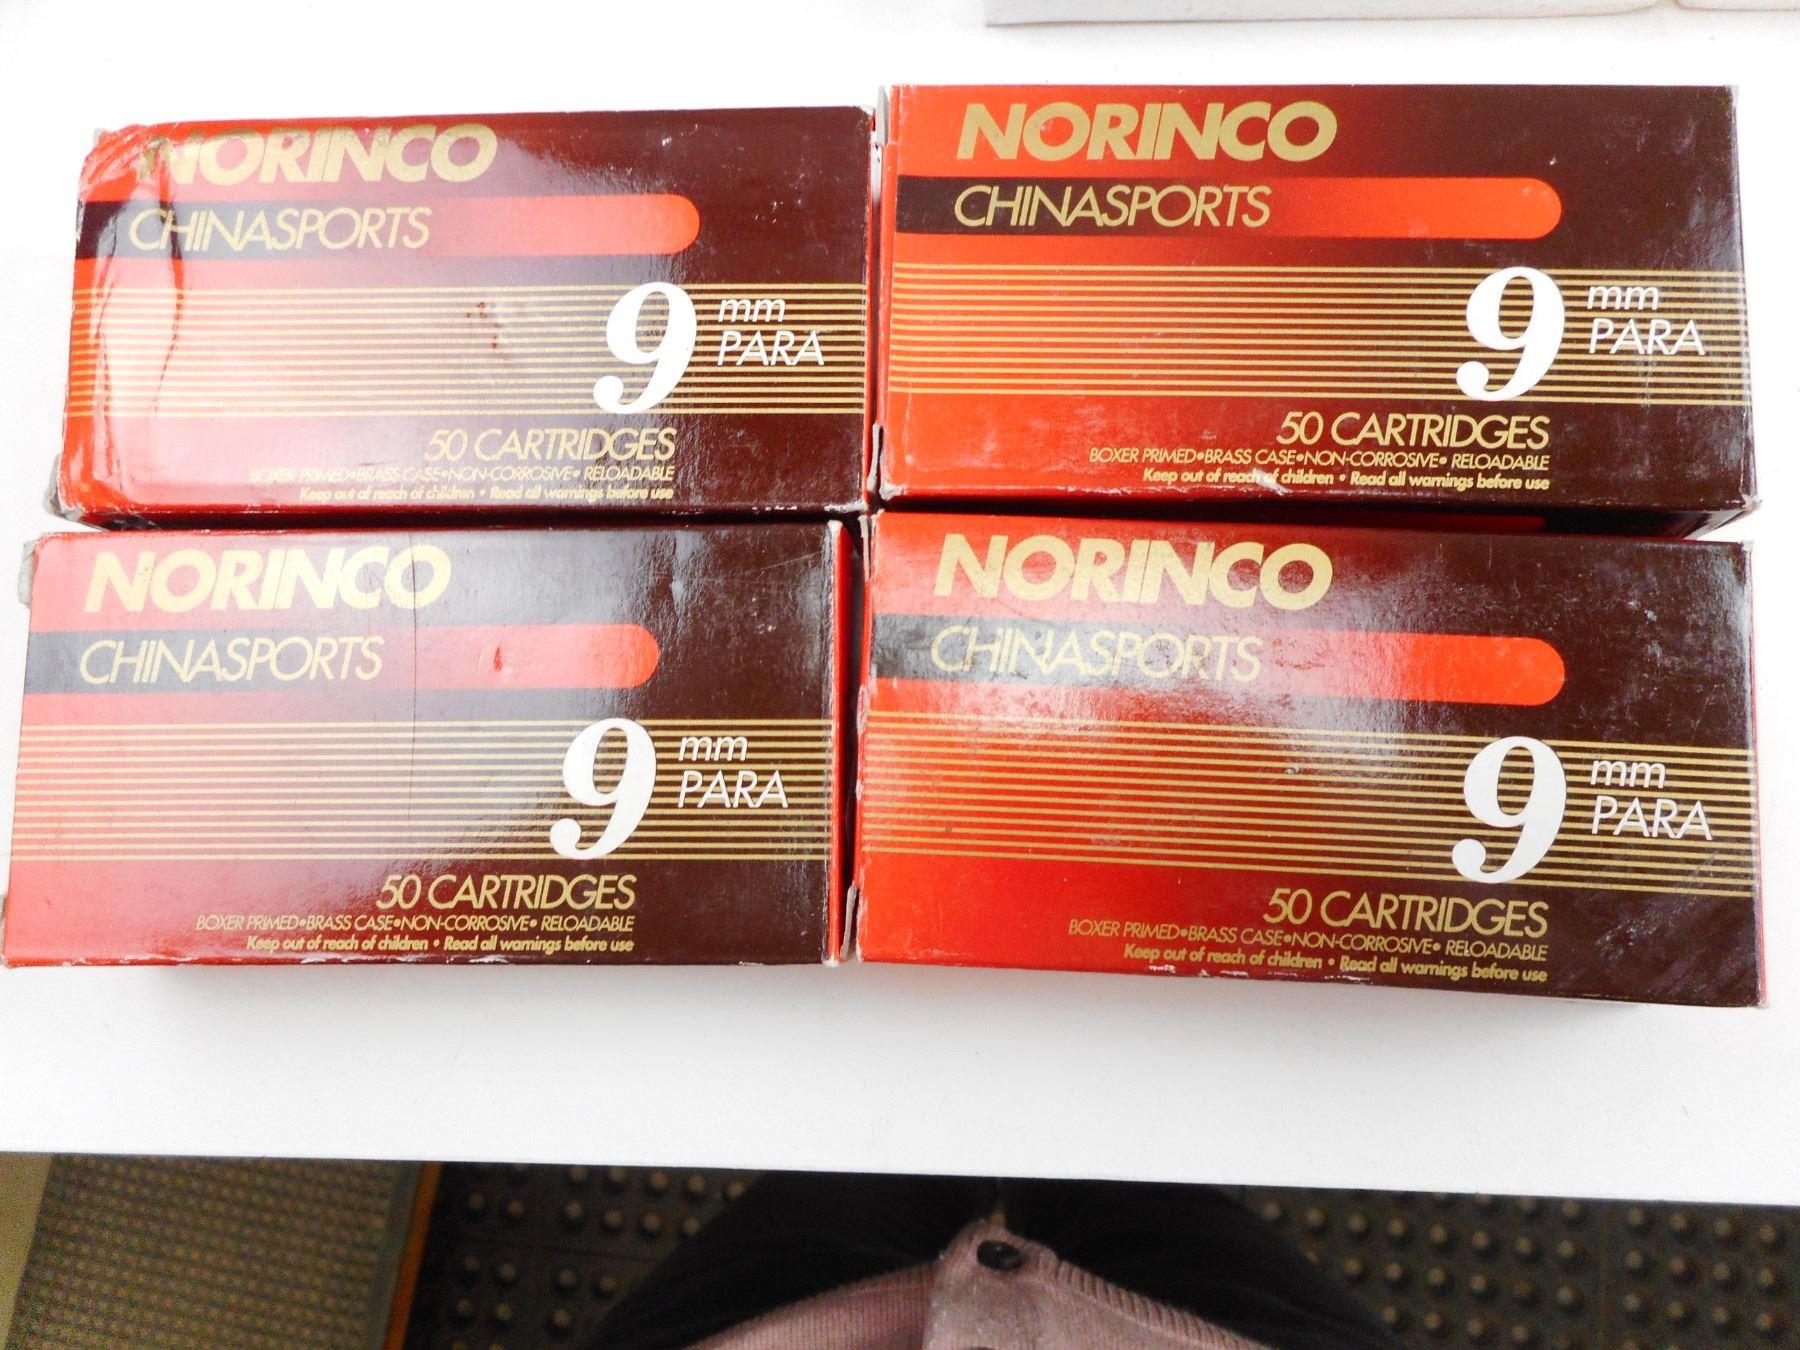 NORINCO
CHINASPORTS
9 mm
PARA
50 CARTRIDGES
BOXER PRIMED•BRASS CASE•NON-CORROSIVE• RELOADABLE
Keep out of reach of children • Read all warnings before use
NORINCO
CHINASPORTS
9 mm
PARA
50 CARTRIDGES
BOXER PRIMED•BRASS CASE•NON-CORROSIVE• RELOADABLE
Keep out of reach of children • Read all warnings before use
NORINCO
CHINASPORTS
9 mm
PARA
50 CARTRIDGES
BOXER PRIMED•BRASS CASE•NON-CORROSIVE• RELOADABLE
Keep out of reach of children • Read all warnings before use
NORINCO
CHINASPORTS
9 mm
PARA
50 CARTRIDGES
BOXER PRIMED•BRASS CASE•NON-CORROSIVE• RELOADABLE
Keep out of reach of children • Read all warnings before use